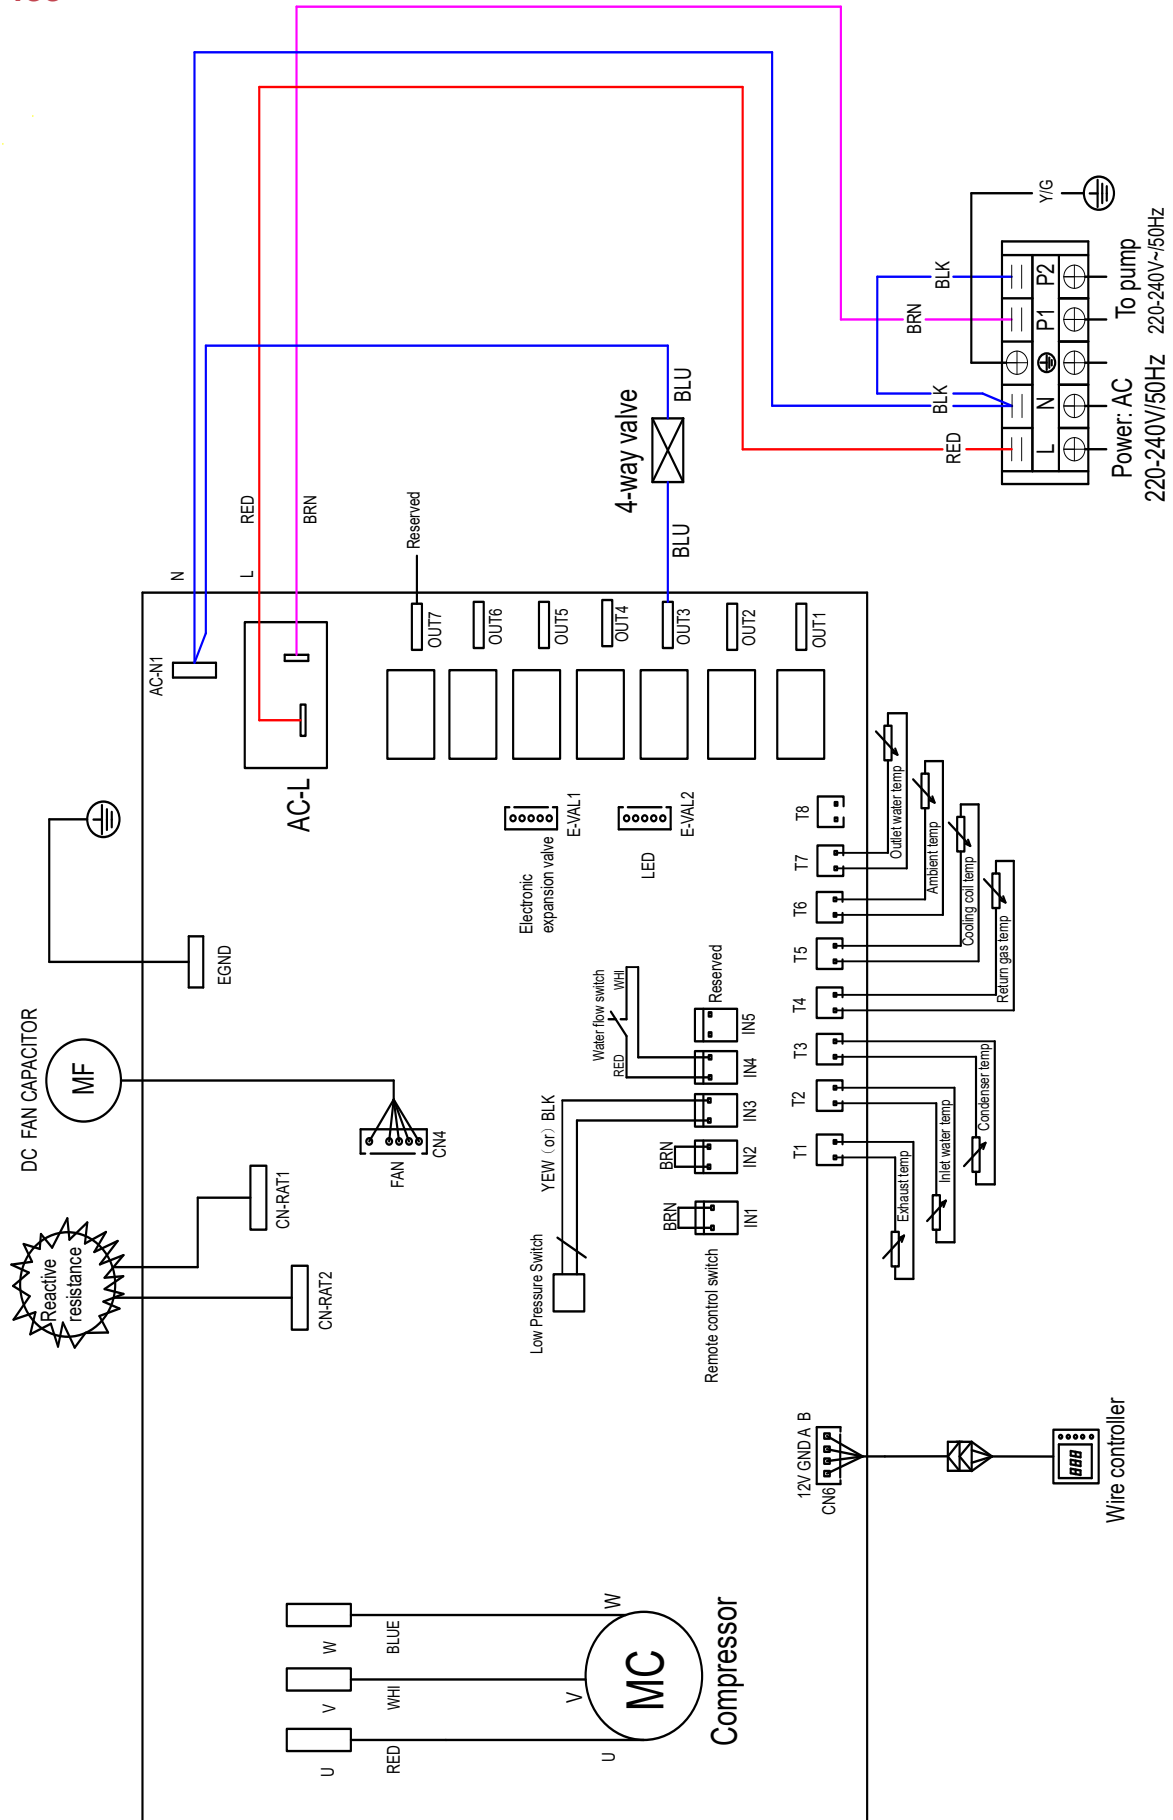 DC FAN CAPACITOR
MF
Reactive
resistance
CN-RAT1
CN-RAT2
EGND
FAN
CN4
AC-N1
N
L
RED
BRN
AC-L
Reserved
OUT7
OUT6
OUT5
OUT4
OUT3
OUT2
OUT1
4-way valve
BLU
BLU
Electronic
expansion valve
E-VAL1
LED
E-VAL2
Water flow switch
RED
WHI
Reserved
IN5
IN4
IN3
IN2
IN1
YEW（or）BLK
BRN
BRN
Low Pressure Switch
Remote control switch
T8
T7
T6
T5
T4
T3
T2
T1
Outlet water temp
Ambient temp
Cooling coil temp
Return gas temp
Condenser temp
Inlet water temp
Exhaust temp
12V GND A B
CN6
888
Wire controller
U
V
W
RED
WHI
BLUE
U
V
W
MC
Compressor
Y/G
BLK
BRN
BLK
RED
L
N
P1
P2
Power: AC
220-240V/50Hz
To pump
220-240V~/50Hz